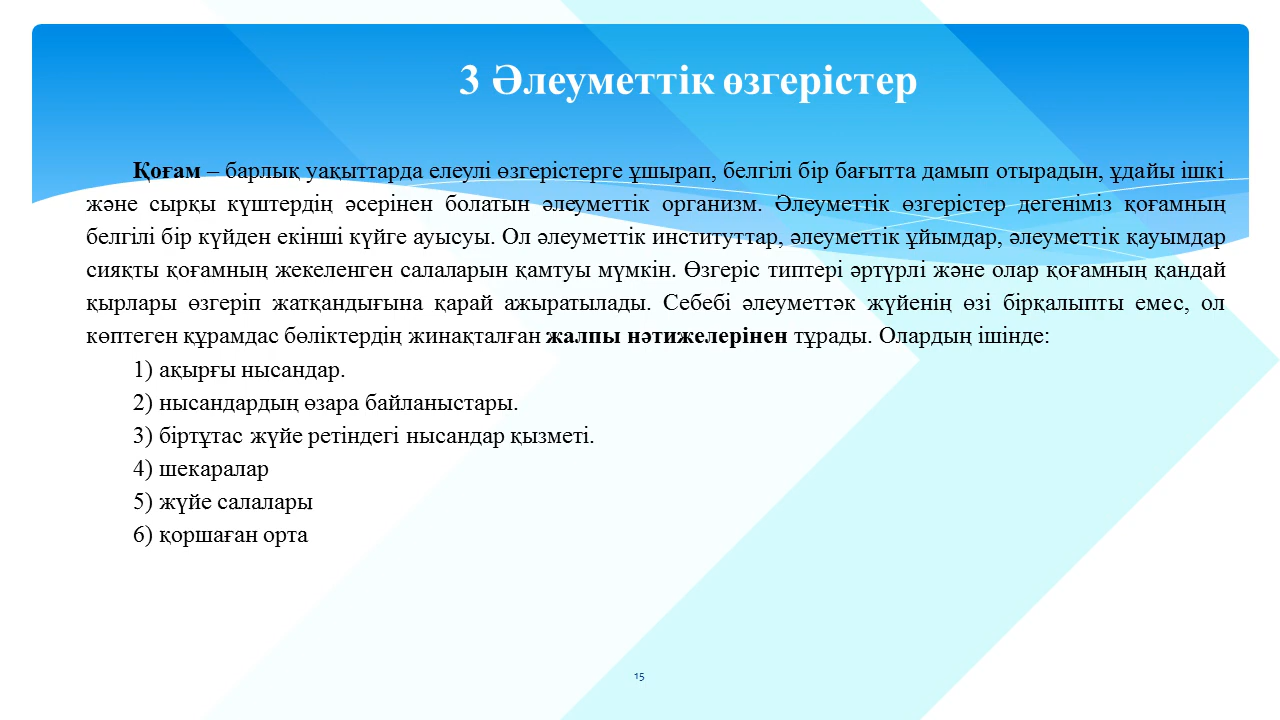 3 Әлеуметтік өзгерістер
Қоғам – барлық уақыттарда елеулі өзгерістерге ұшырап, белгілі бір бағытта дамып отырадын, ұдайы ішкі
және сырқы күштердің әсерінен болатын әлеуметтік организм. Әлеуметтік өзгерістер дегеніміз қоғамның
белгілі бір күйден екінші күйге ауысуы. Ол әлеуметтік институттар, әлеуметтік ұйымдар, әлеуметтік қауымдар
сияқты қоғамның жекеленген салаларын қамтуы мүмкін. Өзгеріс типтері әртүрлі және олар қоғамның қандай
қырлары өзгеріп жатқандығына қарай ажыратылады. Себебі әлеуметтәк жүйенің өзі бірқалыпты емес, ол
көптеген құрамдас бөліктердің жинақталған жалпы нәтижелерінен тұрады. Олардың ішінде:
1) ақырғы нысандар.
2) нысандардың өзара байланыстары.
3) біртұтас жүйе ретіндегі нысандар қызметі.
4) шекаралар
5) жүйе салалары
6) қоршаған орта
15